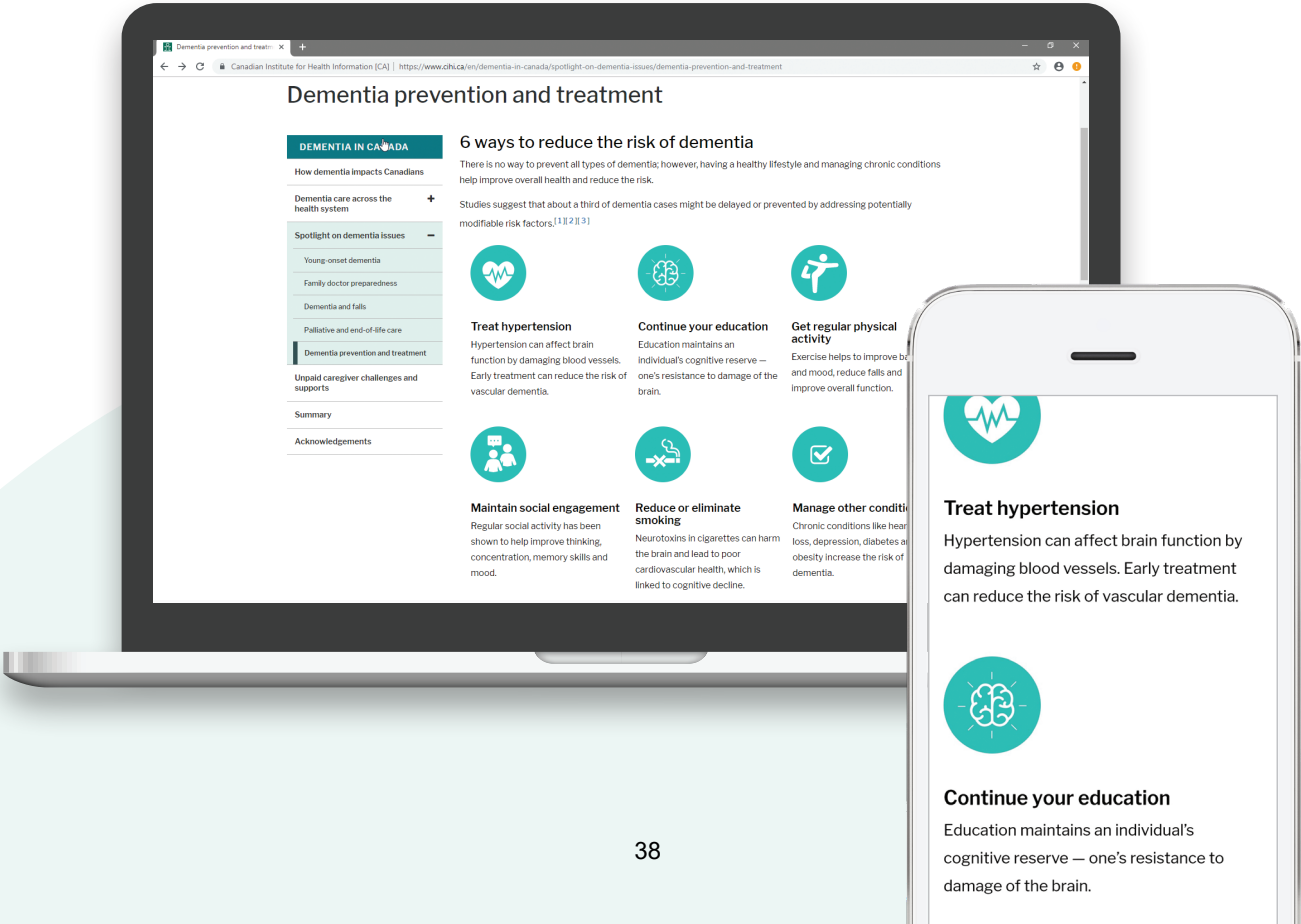 Dementia prevention and treatm
Canadian Institute for Health Information [CA] | https://www.cihi.ca/en/dementia-in-canada/spotlight-on-dementia-issues/dementia-prevention-and-treatment
Dementia prevention and treatment
DEMENTIA IN CANADA
How dementia impacts Canadians
Dementia care across the
health system
Spotlight on dementia issues
Young-onset dementia
Family doctor preparedness
Dementia and falls
Palliative and end-of-life care
Dementia prevention and treatment
Unpaid caregiver challenges and
supports
Summary
Acknowledgements
6 ways to reduce the risk of dementia
There is no way to prevent all types of dementia; however, having a healthy lifestyle and managing chronic conditions
help improve overall health and reduce the risk.
Studies suggest that about a third of dementia cases might be delayed or prevented by addressing potentially
modifiable risk factors.[1][2][3]
Treat hypertension
Hypertension can affect brain
function by damaging blood vessels.
Early treatment can reduce the risk of
vascular dementia.
Continue your education
Education maintains an
individual's cognitive reserve —
one's resistance to damage of the
brain.
Get regular physical
activity
Exercise helps to improve
and mood, reduce falls and
improve overall function.
Maintain social engagement
Regular social activity has been
shown to help improve thinking,
concentration, memory skills and
mood.
Reduce or eliminate
smoking
Neurotoxins in cigarettes can harm
the brain and lead to poor
cardiovascular health, which is
linked to cognitive decline.
Manage other conditi
Chronic conditions like hear
loss, depression, diabetes
obesity increase the risk of
dementia.
Treat hypertension
Hypertension can affect brain function by
damaging blood vessels. Early treatment
can reduce the risk of vascular dementia.
Continue your education
Education maintains an individual's
cognitive reserve — one's resistance to
damage of the brain.
38